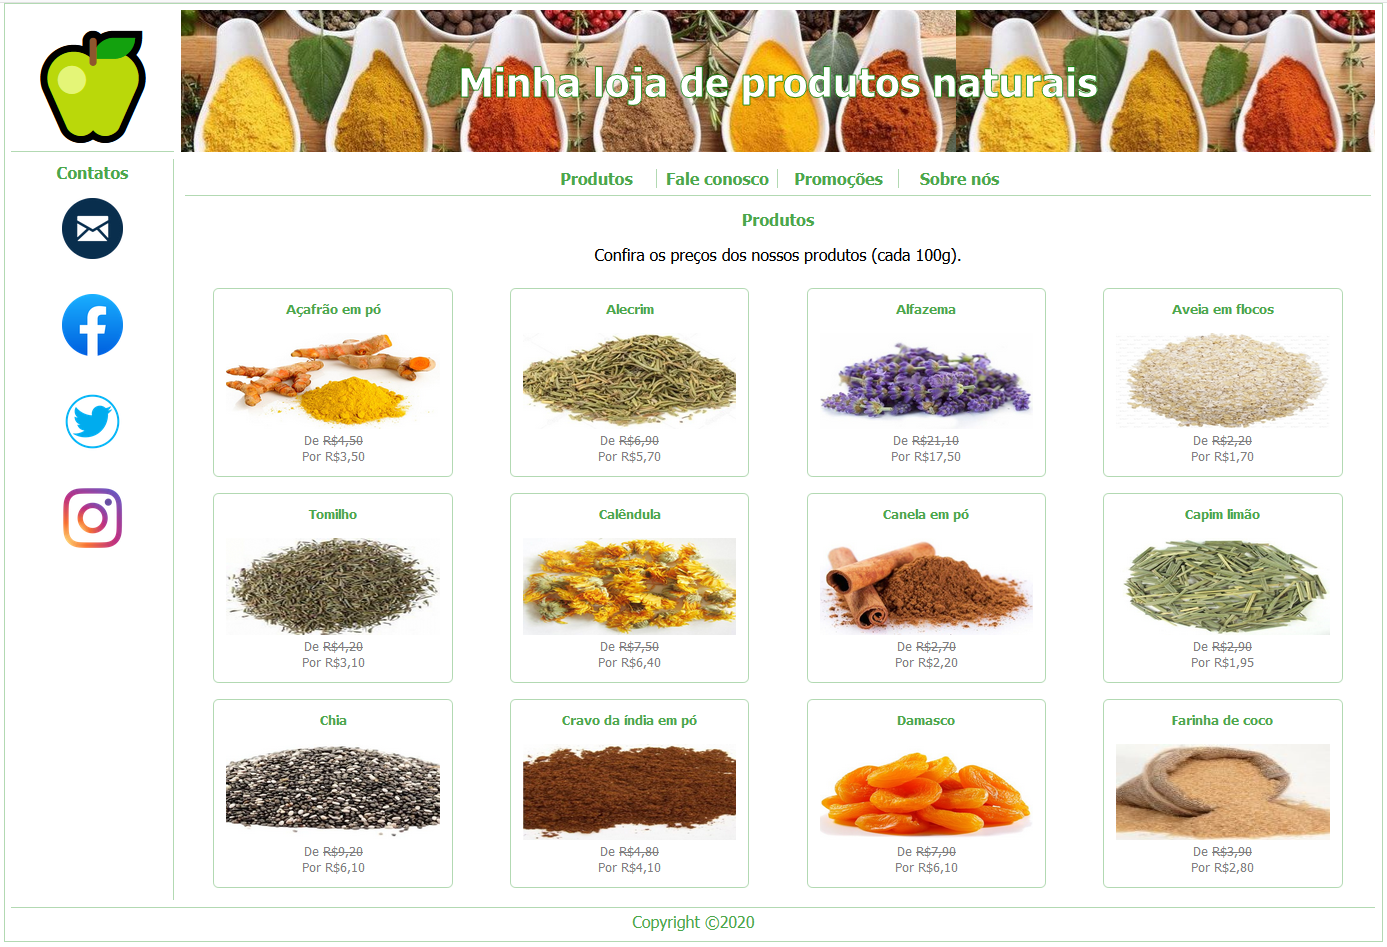 Minha loja de produtos naturais
Contatos
Produtos
Fale conosco
Promoções
Sobre nós
Produtos
Confira os preços dos nossos produtos (cada 100g).
Açafrão em pó
De R$4,50
Por R$3,50
Alecrim
De R$6,90
Por R$5,70
Alfazema
De R$21,10
Por R$17,50
Aveia em flocos
De R$2,20
Por R$1,70
Tomilho
De R$4,20
Por R$3,10
Calêndula
De R$7,50
Por R$6,40
Canela em pó
De R$2,70
Por R$2,20
Capim limão
De R$2,90
Por R$1,95
Chia
De R$9,20
Por R$6,10
Cravo da índia em pó
De R$4,80
Por R$4,10
Damasco
De R$7,90
Por R$6,10
Farinha de coco
De R$3,90
Por R$2,80
Copyright ©2020